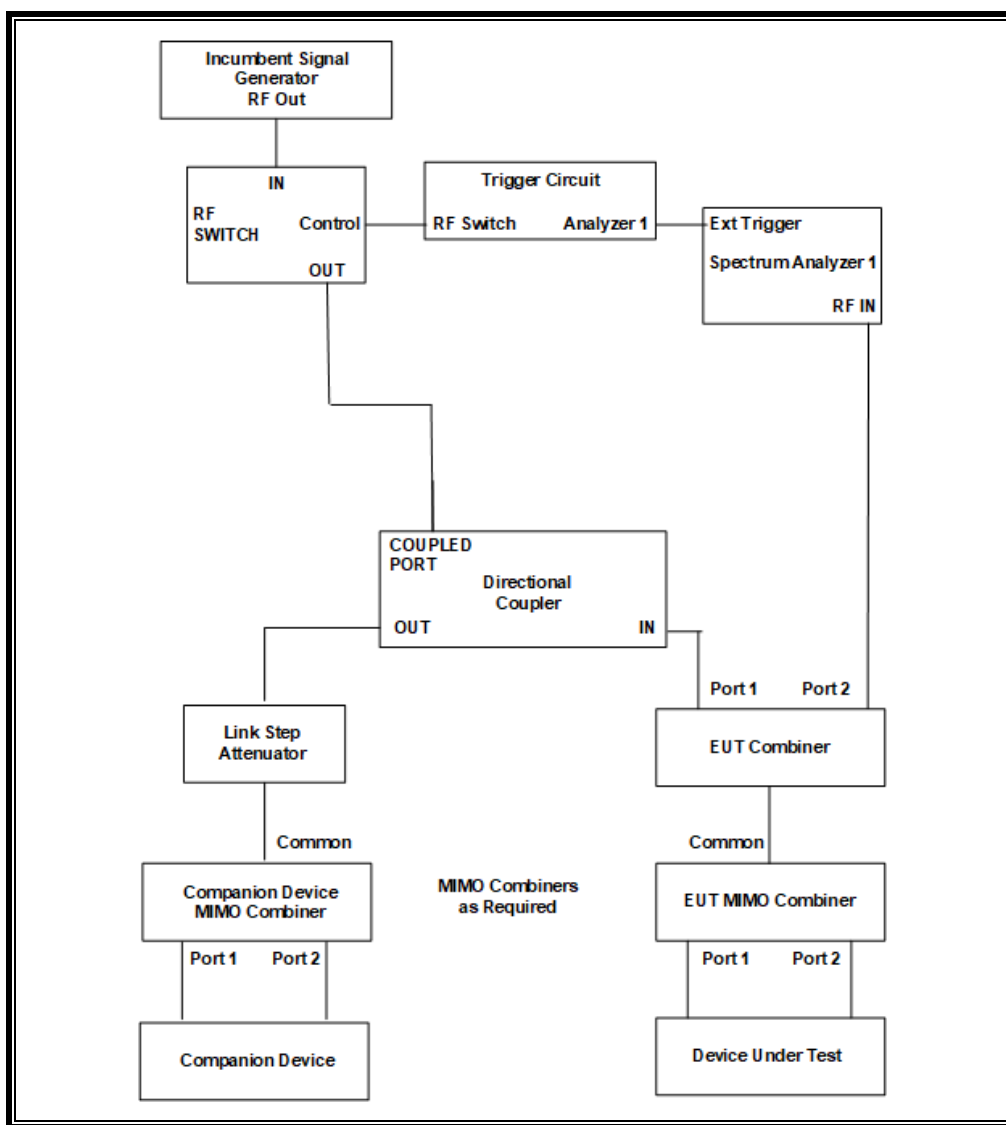 Incumbent Signal
Generator
RF Out
IN
RF
SWITCH
Control
OUT
Trigger Circuit
RF Switch
Analyzer 1
Ext Trigger
Spectrum Analyzer 1
RF IN
COUPLED
PORT
Directional
Coupler
OUT
IN
Port 1
Port 2
Link Step
Attenuator
EUT Combiner
Common
Common
Companion Device
MIMO Combiner
MIMO Combiners
as Required
EUT MIMO Combiner
Port 1
Port 2
Port 1
Port 2
Companion Device
Device Under Test